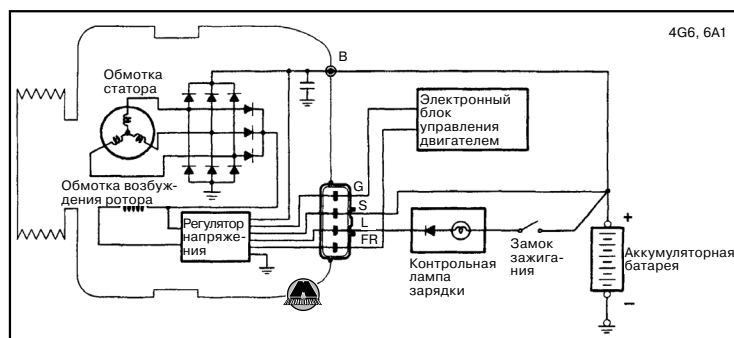 4G6, 6A1
B
Обмотка
статора
Электронный
блок
управления
двигателем
Обмотка возбуж-
дения ротора
G
S
L
FR
Регулятор
напряже-
ния
Контрольная
лампа
зарядки
Замок
зажига-
ния
+
Аккумуляторная
батарея
−